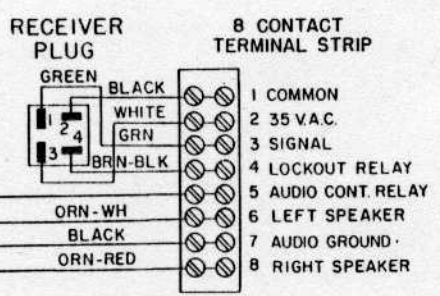 RECEIVER
PLUG
8 CONTACT
TERMINAL STRIP
GREEN
BLACK
WHITE
GRN
BRN-BLK
1
2
3
4
ORN-WH
BLACK
ORN-RED
1 COMMON
2 35 V.A.C.
3 SIGNAL
4 LOCKOUT RELAY
5 AUDIO CONT. RELAY
6 LEFT SPEAKER
7 AUDIO GROUND.
8 RIGHT SPEAKER